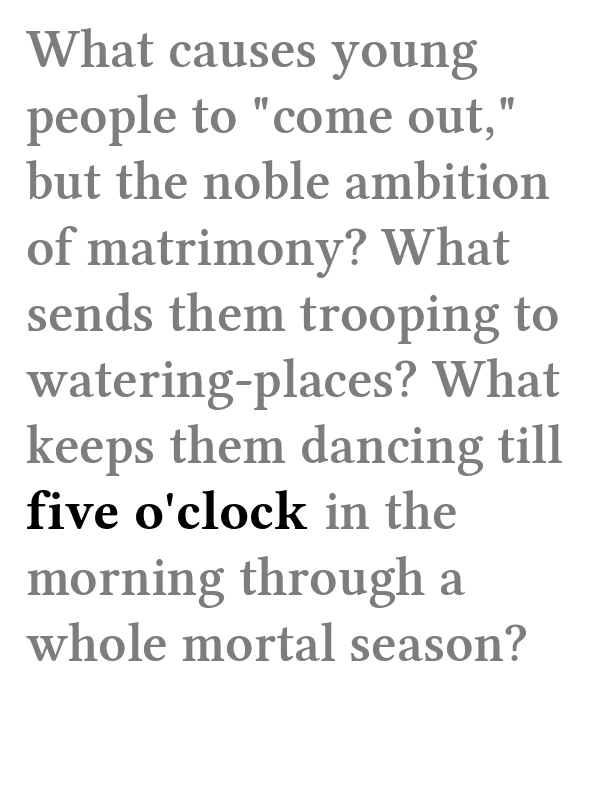 What causes young
people to "come out,"
but the noble ambition
of matrimony? What
sends them trooping to
watering-places? What
keeps them dancing till
five o'clock in the
morning through a
whole mortal season?